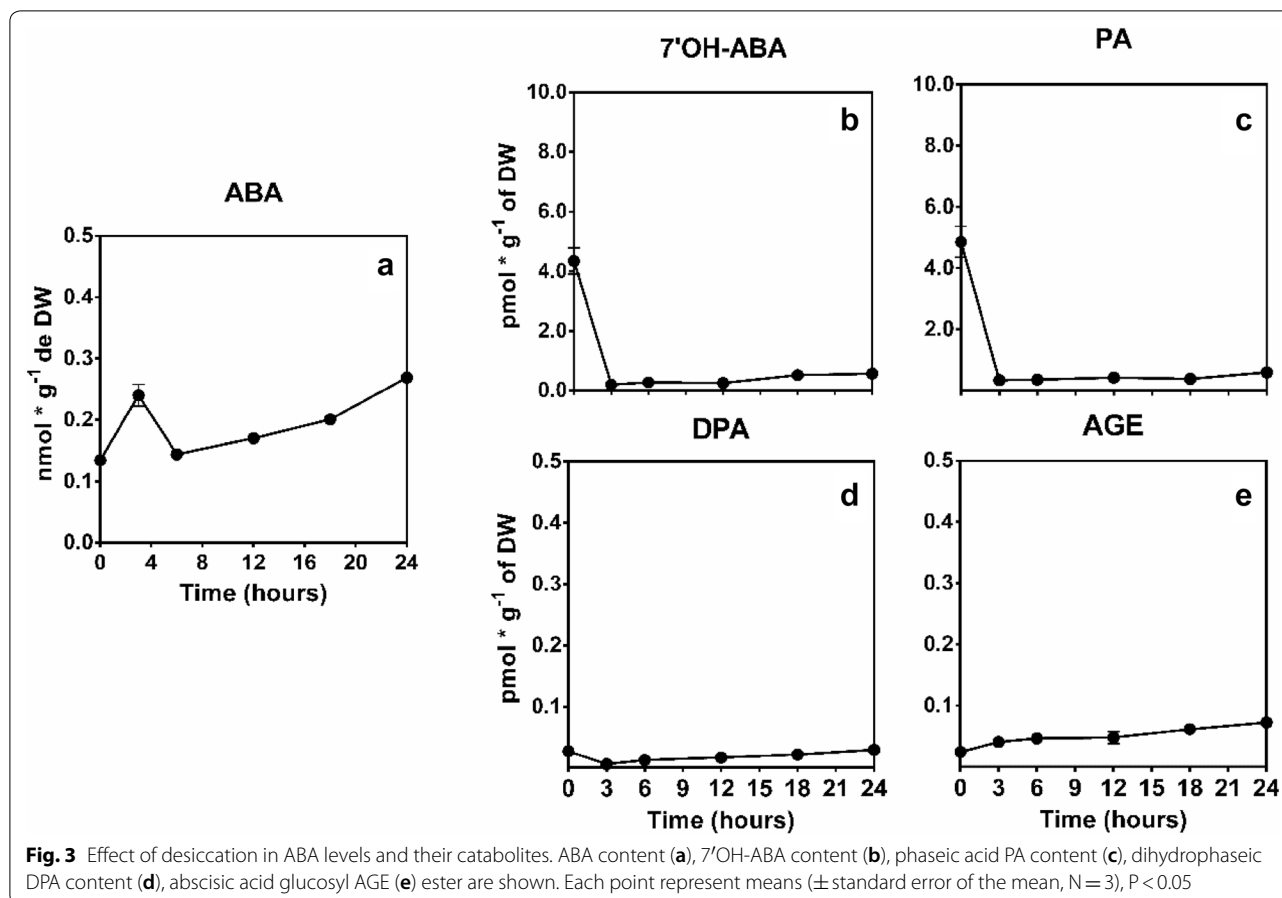 ABA
a
nmol * g⁻¹ de DW
0.5
0.4
0.3
0.2
0.1
0.0
0 4 8 12 16 20 24
Time (hours)
7'OH-ABA
b
pmol * g⁻¹ of DW
10.0
8.0
6.0
4.0
2.0
0.0
PA
c
10.0
8.0
6.0
4.0
2.0
DPA
d
pmol * g⁻¹ of DW
0.5
0.4
0.3
0.2
0.1
0 3 6 9 12 15 18 21 24
Time (hours)
AGE
e
0.5
0.4
0.3
0.2
0.1
0 3 6 9 12 15 18 21 24
Time (hours)
Fig. 3 Effect of desiccation in ABA levels and their catabolites. ABA content (a), 7′OH-ABA content (b), phaseic acid PA content (c), dihydrophaseic
DPA content (d), abscisic acid glucosyl AGE (e) ester are shown. Each point represent means (± standard error of the mean, N = 3), P < 0.05